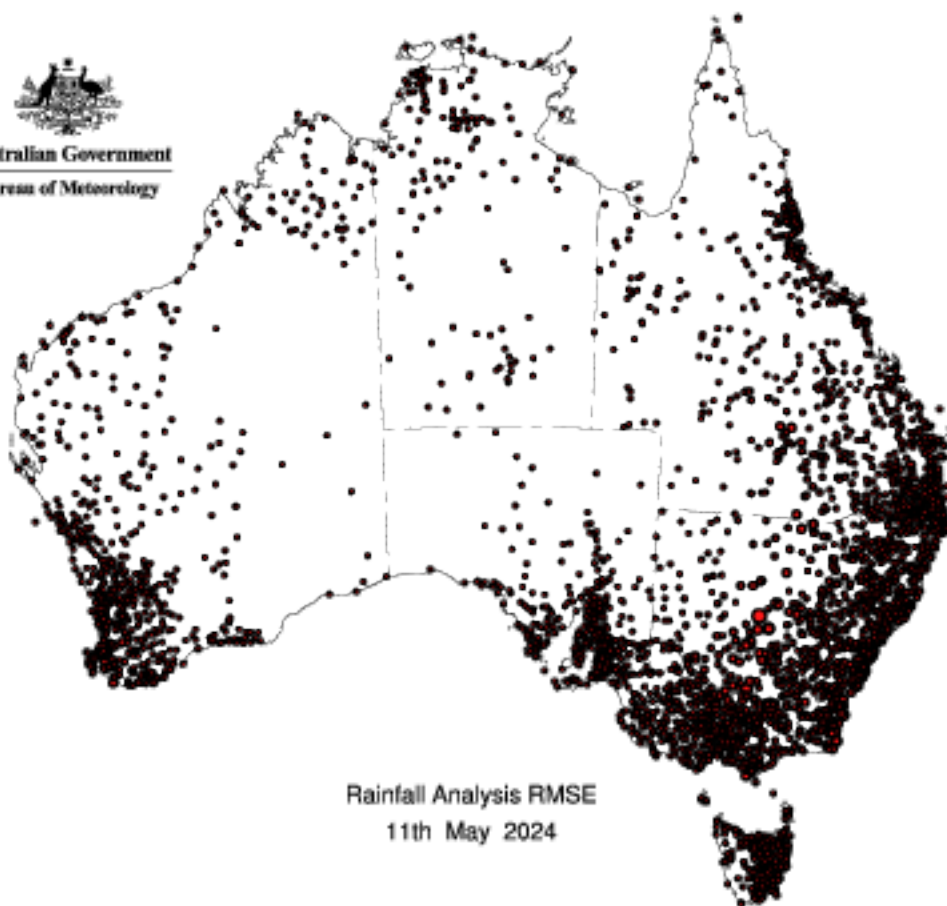 tralian Government
reau of Meteorology
Rainfall Analysis RMSE
11th May 2024